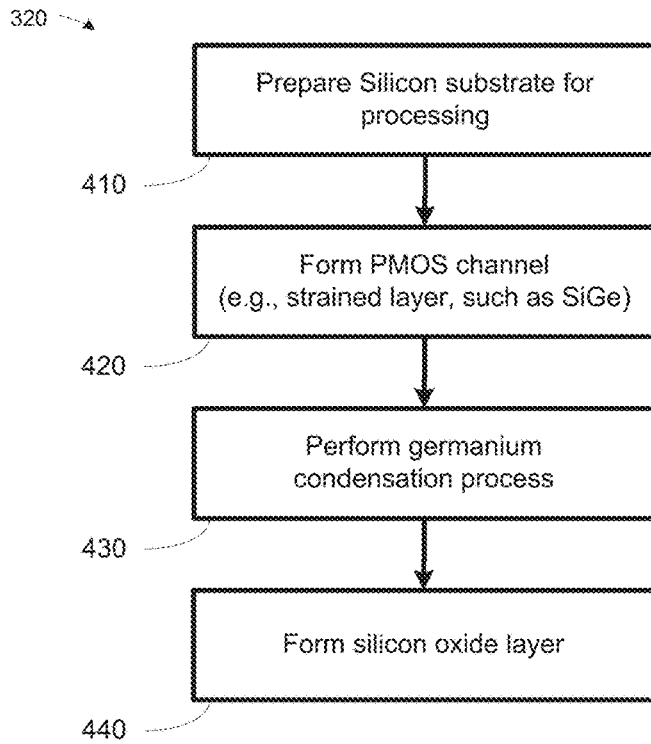 320
Prepare Silicon substrate for
processing
410
Form PMOS channel
(e.g., strained layer, such as SiGe)
420
Perform germanium
condensation process
430
Form silicon oxide layer
440